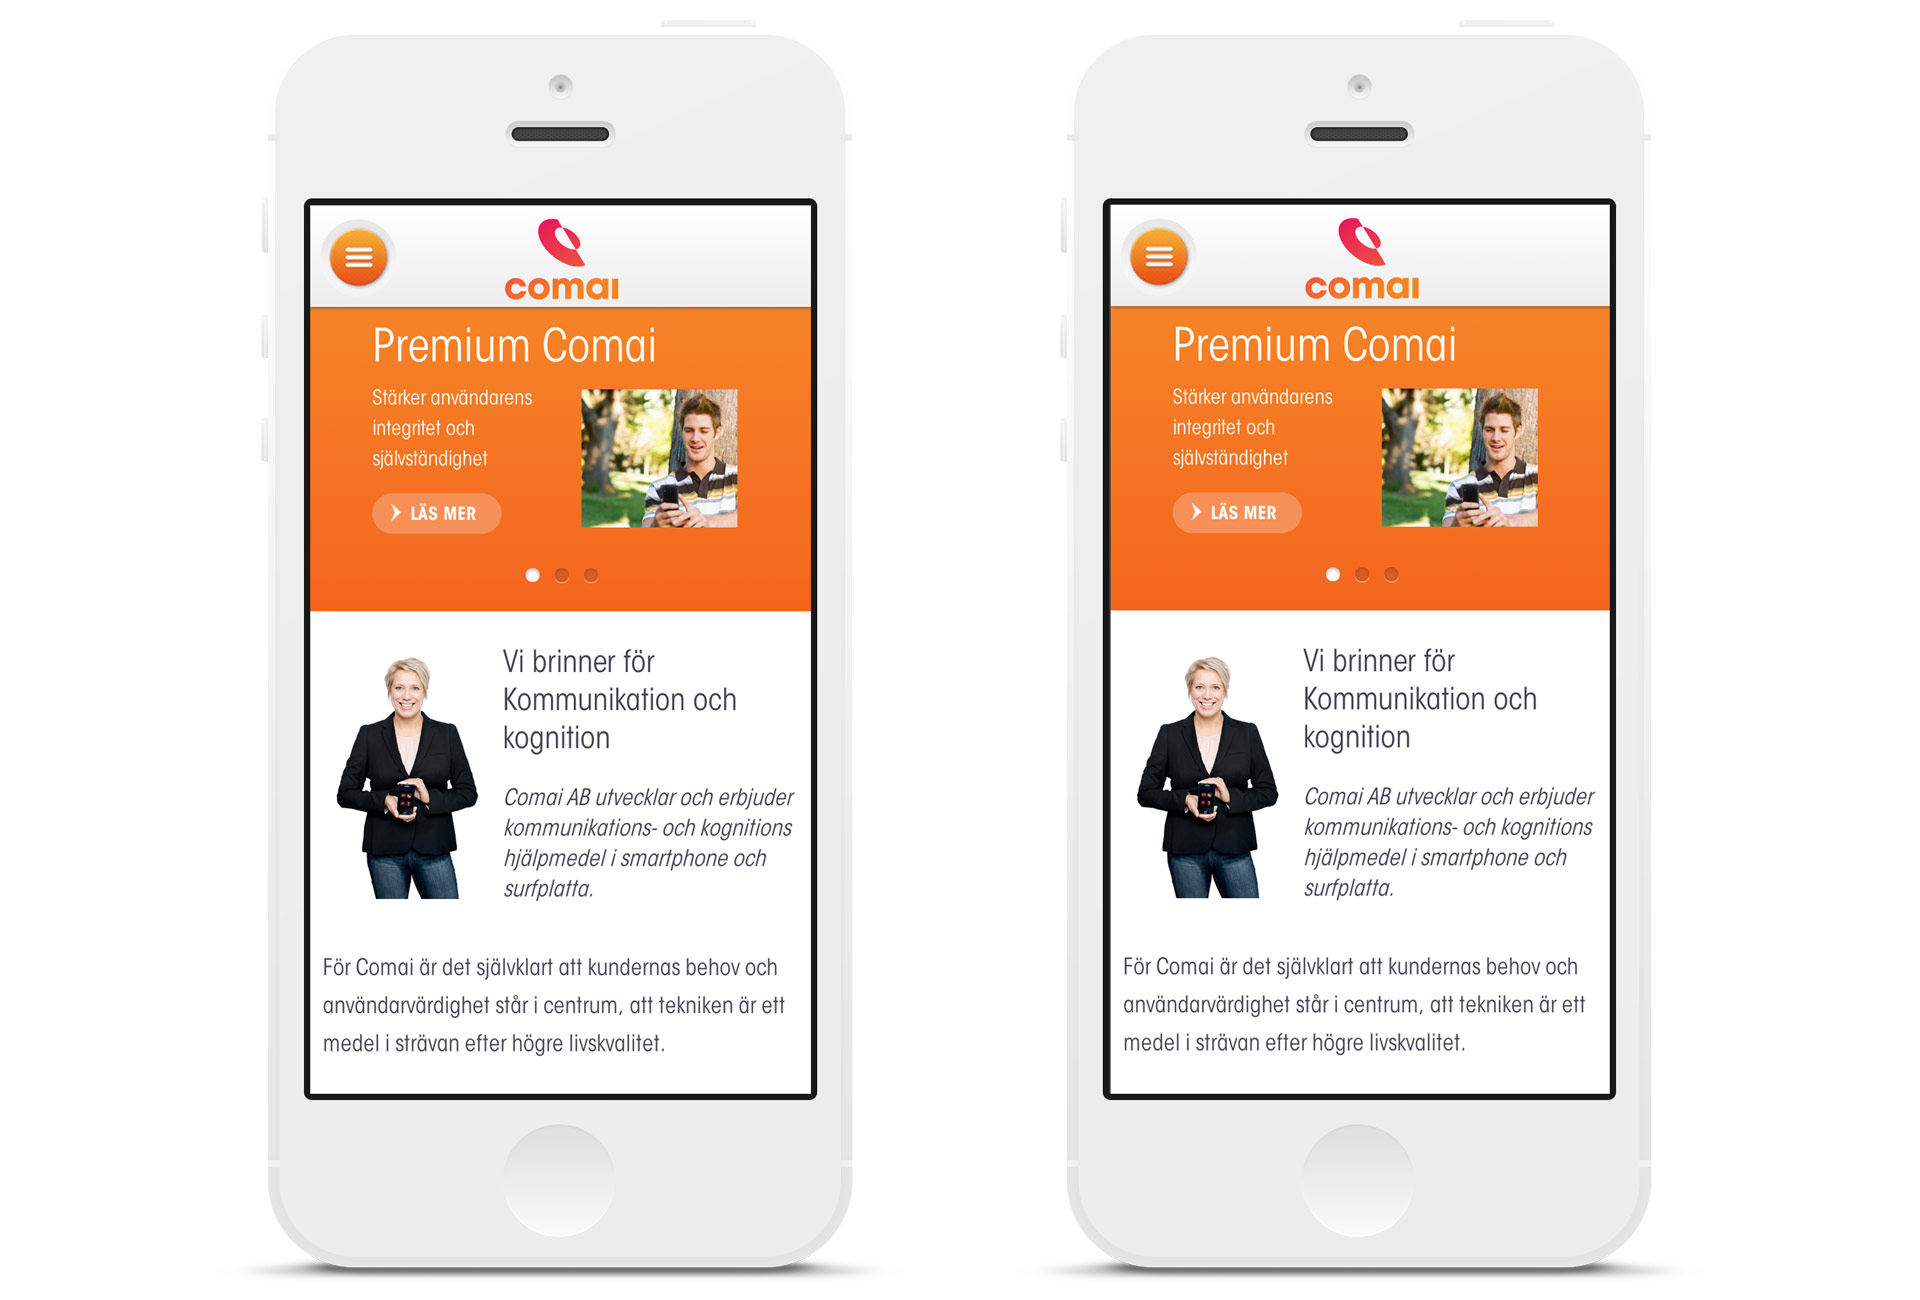 comai
Premium Comai
Stärker användarens
integritet och
självständighet
LÄS MER
Vi brinner för
Kommunikation och
kognition
Comai AB utvecklar och erbjuder
kommunikations- och kognitions
hjälpmedel i smartphone och
surfplatta.
För Comai är det självklart att kundernas behov och
användarvärdighet står i centrum, att tekniken är ett
medel i strävan efter högre livskvalitet.
comai
Premium Comai
Stärker användarens
integritet och
självständighet
LÄS MER
Vi brinner för
Kommunikation och
kognition
Comai AB utvecklar och erbjuder
kommunikations- och kognitions
hjälpmedel i smartphone och
surfplatta.
För Comai är det självklart att kundernas behov och
användarvärdighet står i centrum, att tekniken är ett
medel i strävan efter högre livskvalitet.